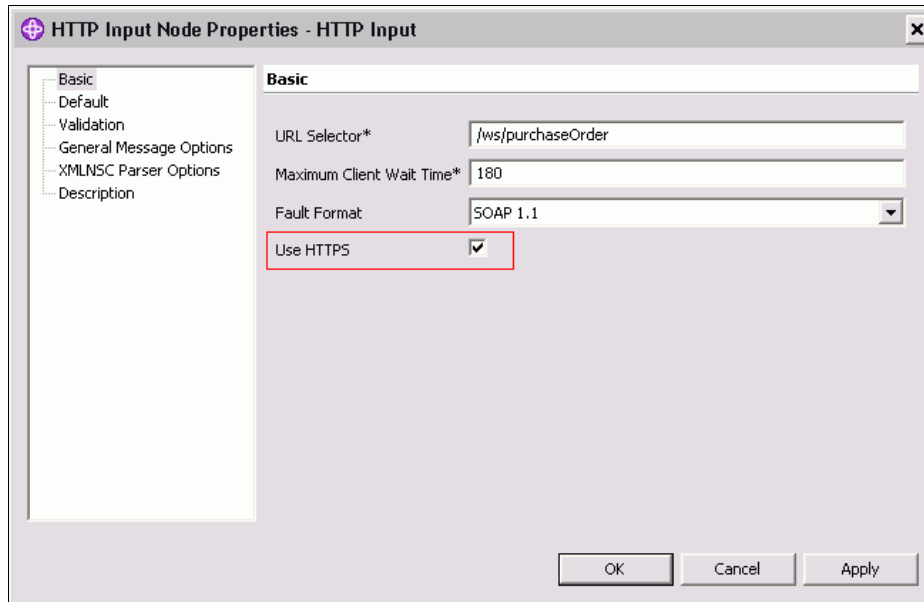 HTTP Input Node Properties - HTTP Input
Basic
Default
Validation
General Message Options
XMLNSC Parser Options
Description
Basic
URL Selector* /ws/purchaseOrder
Maximum Client Wait Time* 180
Fault Format SOAP 1.1
Use HTTPS
OK Cancel Apply